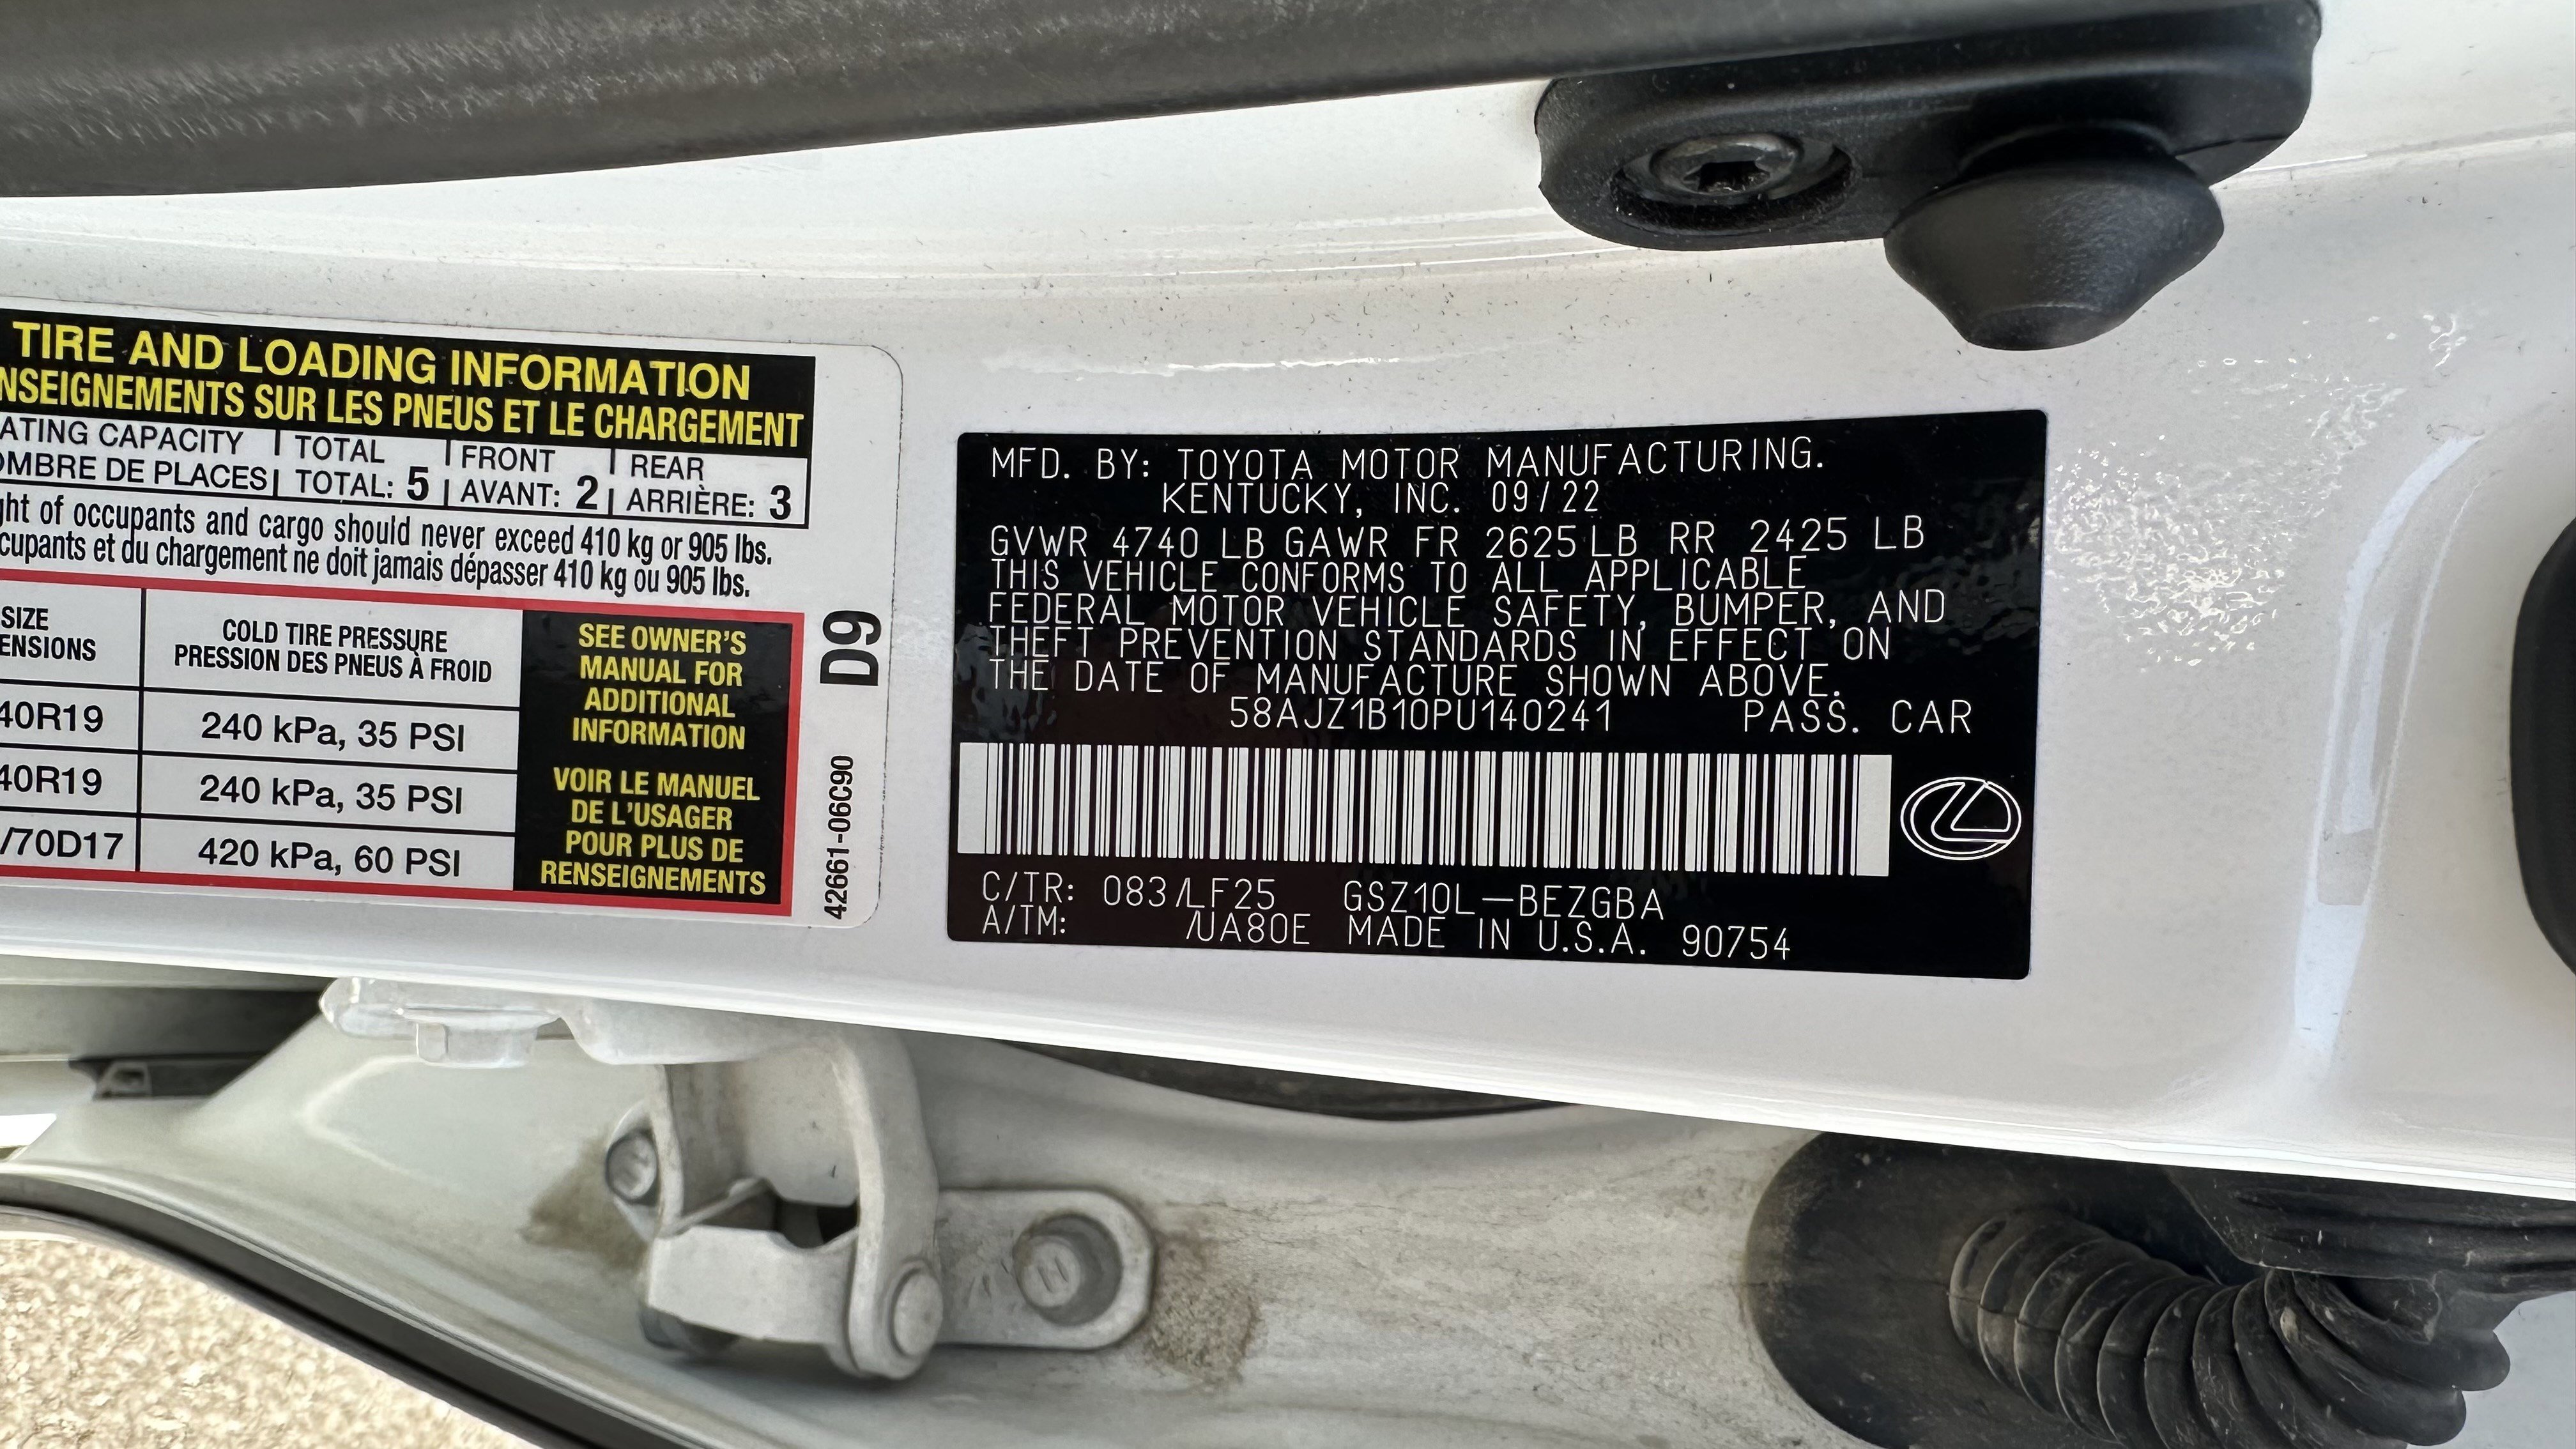 TIRE AND LOADING INFORMATION
NSEIGNEMENTS SUR LES PNEUS ET LE CHARGEMENT
ATING CAPACITY | TOTAL | FRONT | REAR
OMBRE DE PLACES | TOTAL: 5 | AVANT: 2 | ARRIÈRE: 3
ght of occupants and cargo should never exceed 410 kg or 905 lbs.
cupants et du chargement ne doit jamais dépasser 410 kg ou 905 lbs.
SIZE
ENSIONS
COLD TIRE PRESSURE
PRESSION DES PNEUS À FROID
40R19 240 kPa, 35 PSI
40R19 240 kPa, 35 PSI
/70D17 420 kPa, 60 PSI
SEE OWNER'S
MANUAL FOR
ADDITIONAL
INFORMATION
VOIR LE MANUEL
DE L'USAGER
POUR PLUS DE
RENSEIGNEMENTS
D9
42661-06C90
MFD. BY: TOYOTA MOTOR MANUFACTURING.
KENTUCKY, INC. 09/22
GVWR 4740 LB GAWR FR 2625 LB RR 2425 LB
THIS VEHICLE CONFORMS TO ALL APPLICABLE
FEDERAL MOTOR VEHICLE SAFETY, BUMPER, AND
THEFT PREVENTION STANDARDS IN EFFECT ON
THE DATE OF MANUFACTURE SHOWN ABOVE.
58AJZ1B10PU140241 PASS. CAR
C/TR: 083/LF25 GSZ10L-BEZGBA
A/TM: /UA80E MADE IN U.S.A. 90754